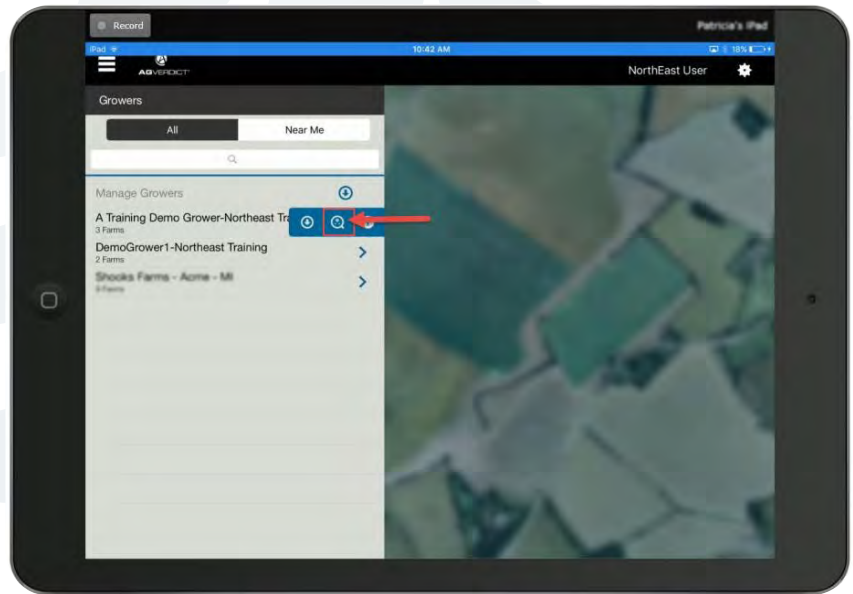 Record
Patricia's iPad
iPad
10:42 AM
18%
AGVERDICT
NorthEast User
Growers
All
Near Me
Manage Growers
A Training Demo Grower-Northeast Tr
3 Farms
DemoGrower1-Northeast Training
2 Farms
Shooks Farms - Acme - MI
Farms